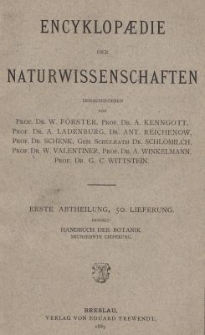 ENCYKLOPÆDIE
DER
NATURWISSENSCHAFTEN
HERAUSGEGEBEN
VON
PROF. DR. W. FÖRSTER, PROF. DR. A. KENNGOTT,
PROF. DR. A. LADENBURG, DR. ANT. REICHENOW,
PROF. DR. SCHENK, GEH. SCHULRATH DR. SCHLÖMILCH,
PROF. DR. W. VALENTINER, PROF. DR. A. WINKELMANN,
PROF. DR. G. C. WITTSTEIN.
ERSTE ABTHEILUNG, 50. LIEFERUNG.
ENTHÄLT:
HANDBUCH DER BOTANIK.
LIEFERUNG.
BRESLAU,
VERLAG VON EDUARD TREWENDT.